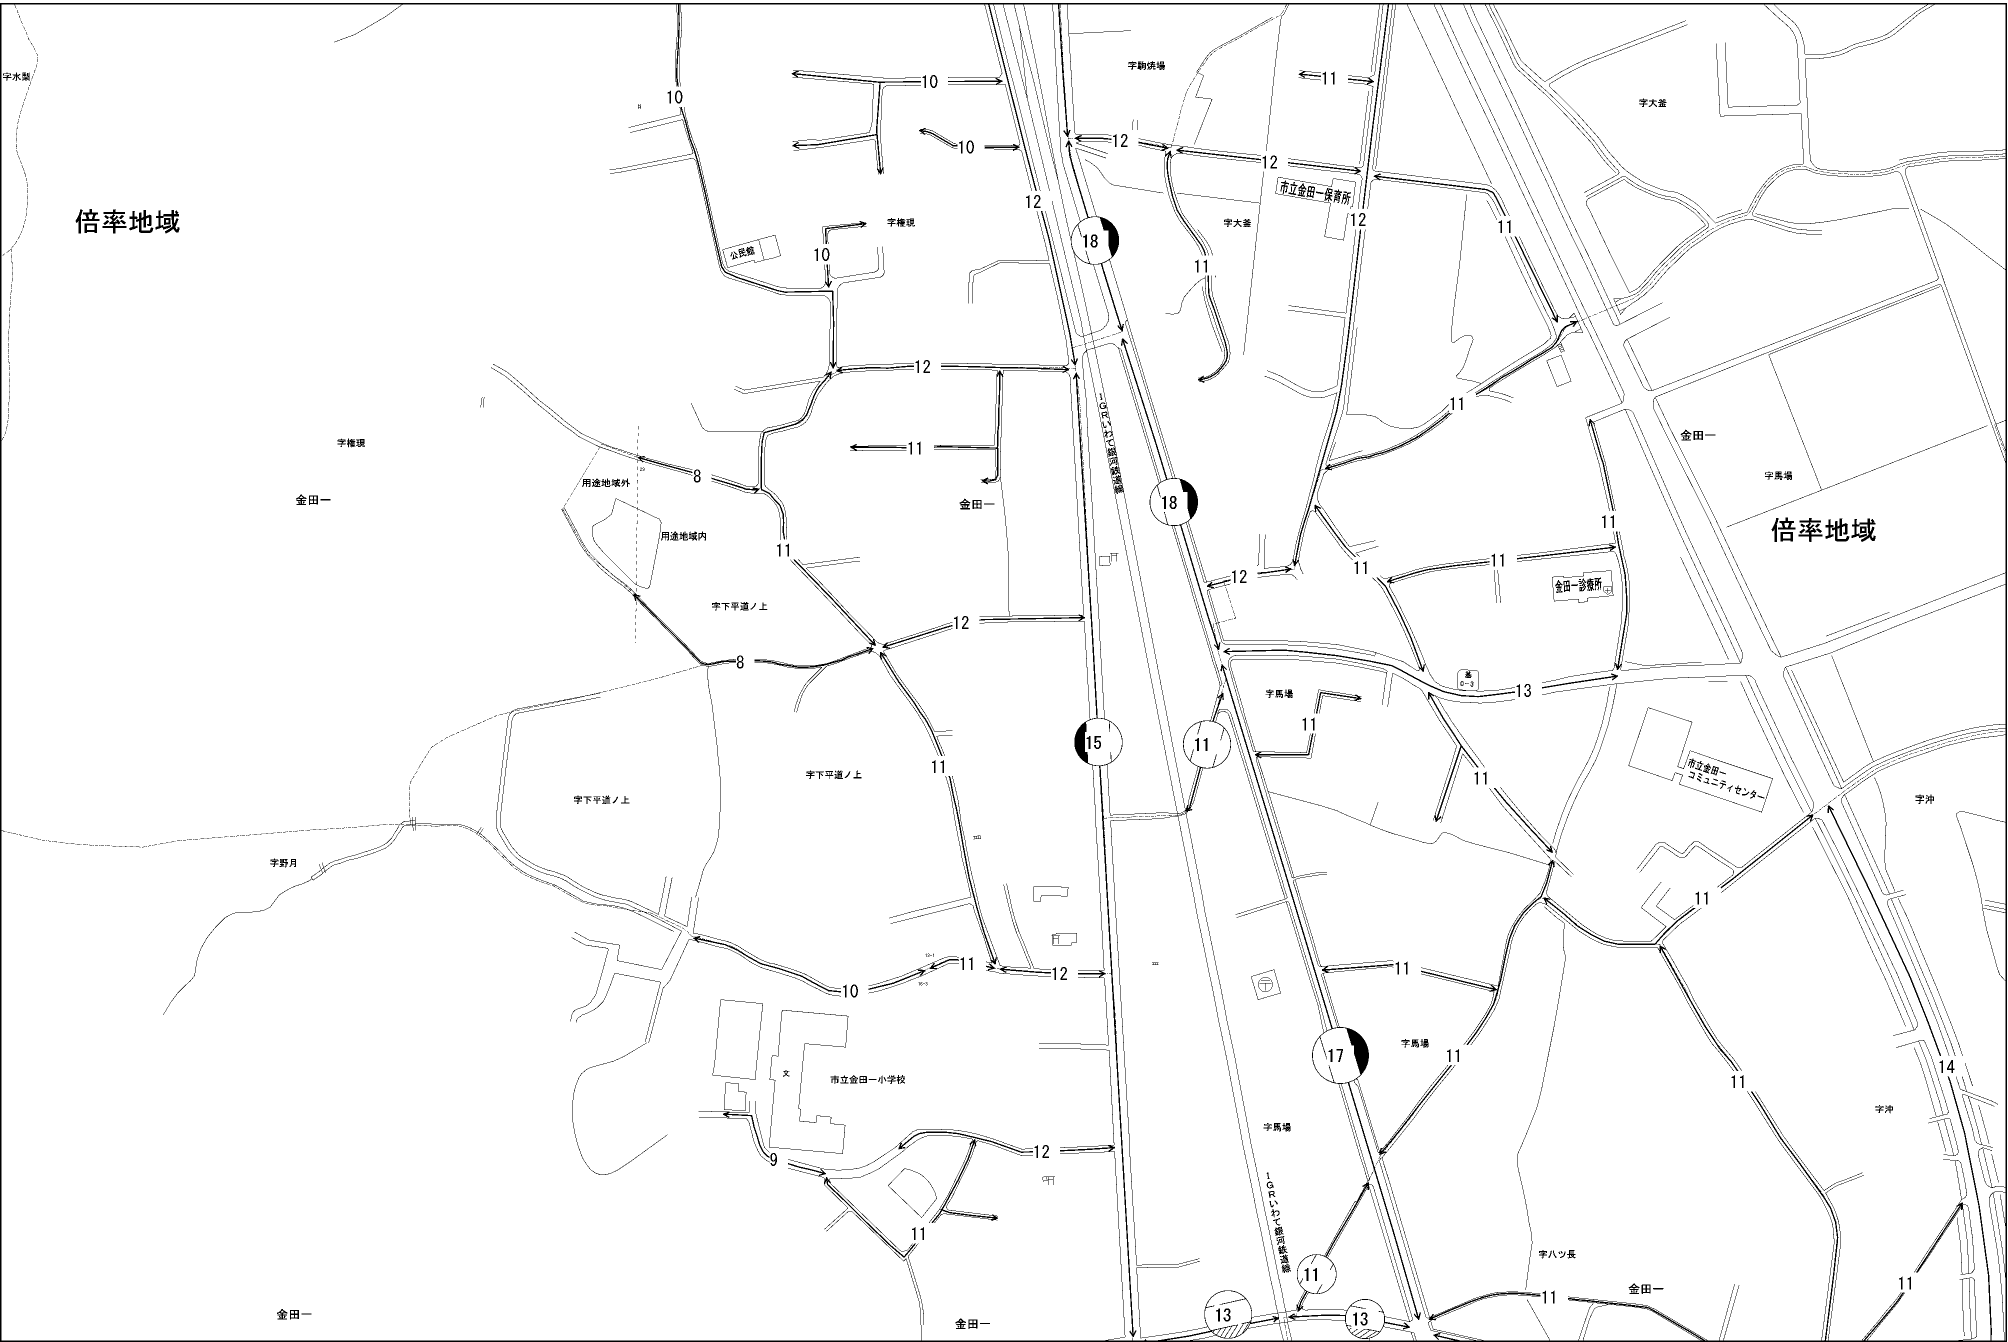 字水梨
倍率地域
10
10
10
12
公民館
字権現
10
字駒焼場
11
12
12
市立金田一保育所
12
字大釜
11
18
11
字大釜
12
字権現
金田一
8
用途地域外
用途地域内
11
11
金田一
IGRいわて銀河鉄道線
18
12
11
11
11
11
金田一診療所
金田一
字馬場
倍率地域
字下平道ノ上
12
8
13
墓
0-3
字馬場
11
11
15
11
11
字下平道ノ上
字下平道ノ上
市立金田一
コミュニティセンター
字沖
字野月
11
11
12
10
11
〒
字馬場
17
11
11
14
字沖
文
市立金田一小学校
9
12
11
字馬場
IGRいわて銀河鉄道線
11
13
13
字八ツ長
金田一
11
11
金田一
金田一